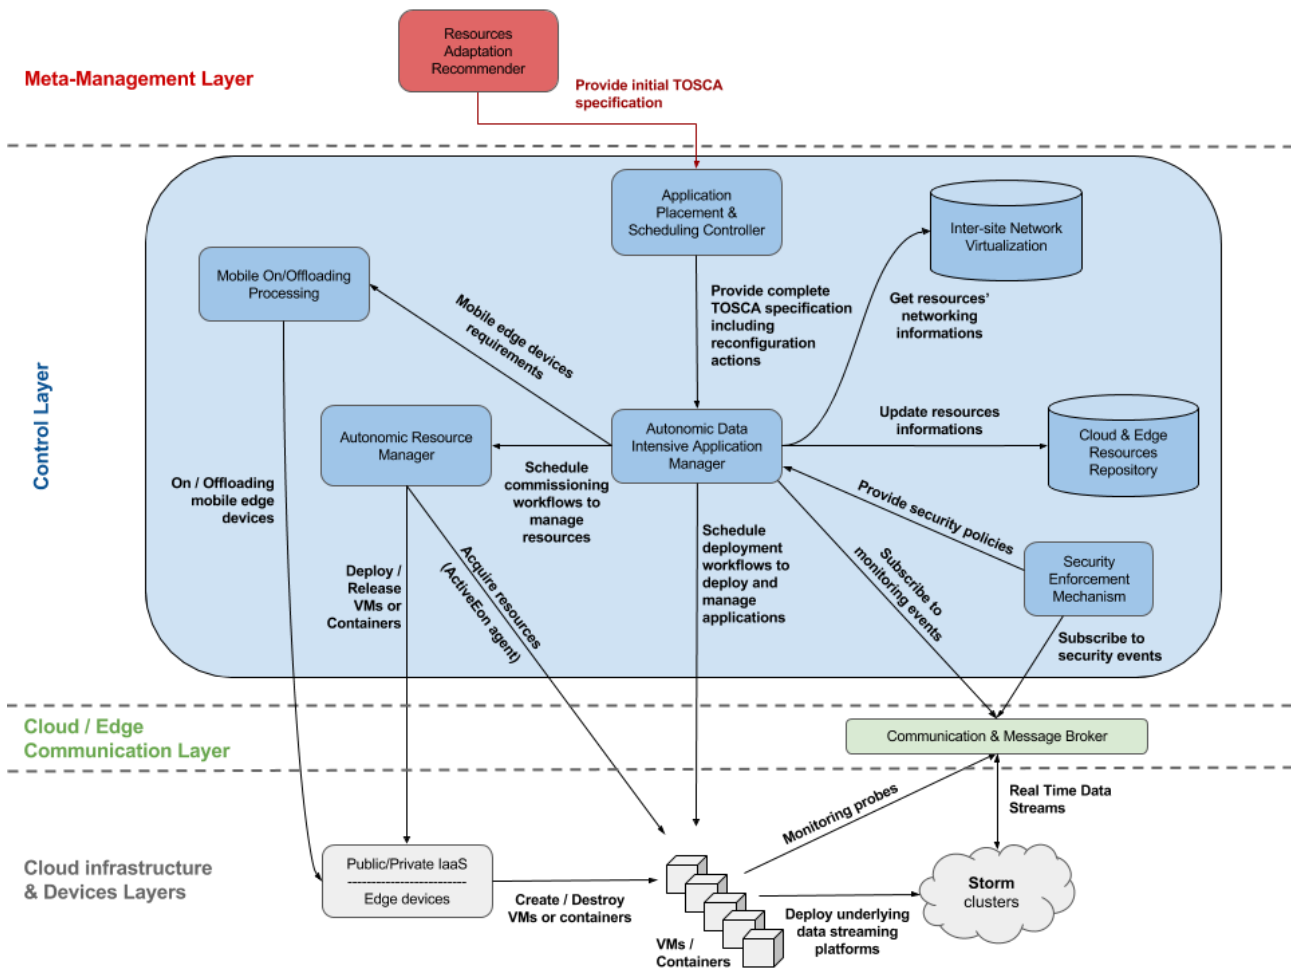 Resources
Adaptation
Recommender
Meta-Management Layer
Provide initial TOSCA
specification
Application
Placement &
Scheduling Controller
Inter-site Network
Virtualization
Mobile On/Offloading
Processing
Mobile edge devices
requirements
Provide complete
TOSCA specification
including
reconfiguration
actions
Get resources'
networking
informations
Control Layer
Autonomic Resource
Manager
Autonomic Data
Intensive Application
Manager
Update resources
informations
Cloud & Edge
Resources
Repository
On / Offloading
mobile edge
devices
Schedule
commissioning
workflows to
manage
resources
Provide security policies
Schedule
deployment
workflows to
deploy and
manage
applications
Subscribe to
monitoring events
Security
Enforcement
Mechanism
Deploy /
Release
VMs or
Containers
Acquire resources
(ActiveEon agent)
Subscribe to
security events
Cloud / Edge
Communication Layer
Communication & Message Broker
Real Time Data
Streams
Monitoring probes
Cloud infrastructure
& Devices Layers
Public/Private IaaS
Edge devices
Create / Destroy
VMs or containers
VMs /
Containers
Deploy underlying
data streaming
platforms
Storm
clusters